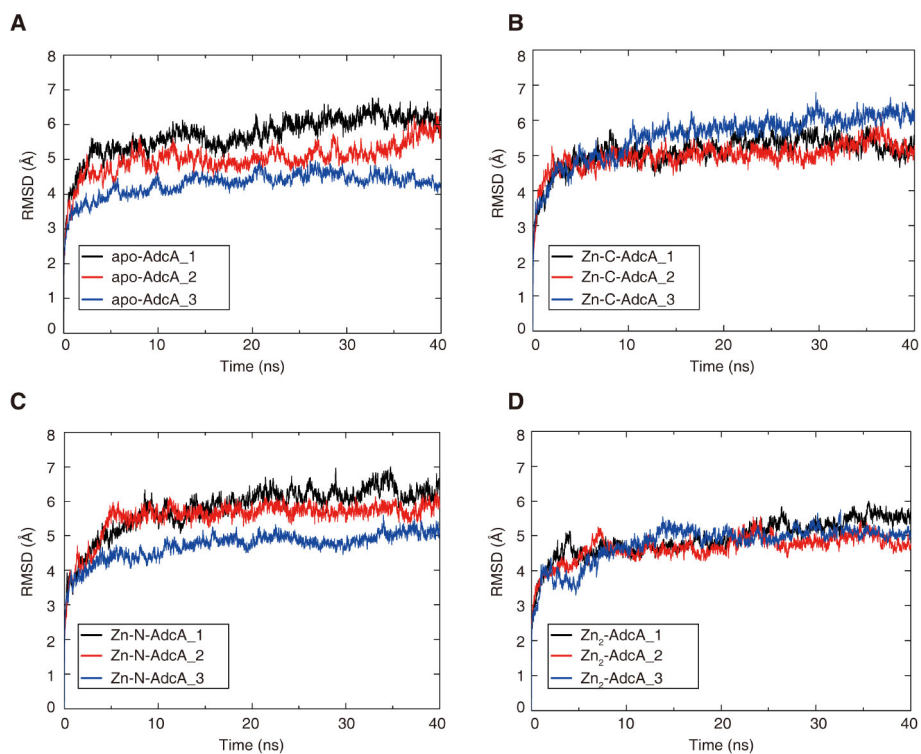 A
8
7
6
5
4
3
2
1
0
RMSD (Å)
apo-AdcA_1
apo-AdcA_2
apo-AdcA_3
0 10 20 30 40
Time (ns)
B
8
7
6
5
4
3
2
1
0
RMSD (Å)
Zn-C-AdcA_1
Zn-C-AdcA_2
Zn-C-AdcA_3
0 10 20 30 40
Time (ns)
C
8
7
6
5
4
3
2
1
0
RMSD (Å)
Zn-N-AdcA_1
Zn-N-AdcA_2
Zn-N-AdcA_3
0 10 20 30 40
Time (ns)
D
8
7
6
5
4
3
2
1
0
RMSD (Å)
Zn₂-AdcA_1
Zn₂-AdcA_2
Zn₂-AdcA_3
0 10 20 30 40
Time (ns)